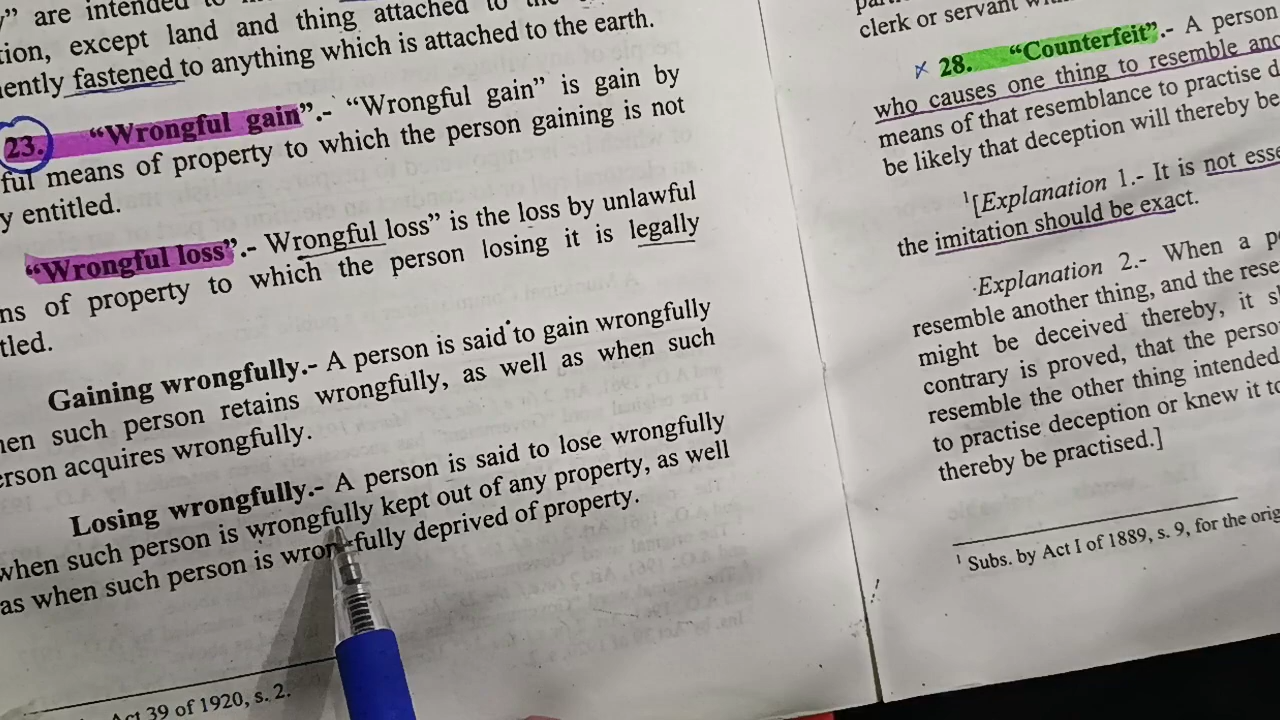 ” are intended to
tion, except land and thing attached to the
ently fastened to anything which is attached to the earth.
23. “Wrongful gain”.- “Wrongful gain” is gain by
ful means of property to which the person gaining is not
y entitled.
“Wrongful loss”.- Wrongful loss” is the loss by unlawful
ns of property to which the person losing it is legally
tled.
Gaining wrongfully.- A person is said to gain wrongfully
hen such person retains wrongfully, as well as when such
erson acquires wrongfully.
Losing wrongfully.- A person is said to lose wrongfully
when such person is wrongfully kept out of any property, as well
as when such person is wrongfully deprived of property.
Act 39 of 1920, s. 2.
clerk or servant
28. “Counterfeit”.- A person
who causes one thing to resemble
means of that resemblance to practise d
be likely that deception will thereby be
1[Explanation 1.- It is not esse
the imitation should be exact.
Explanation 2.- When a pe
resemble another thing, and the rese
might be deceived thereby, it s
contrary is proved, that the perso
resemble the other thing intended
to practise deception or knew it to
thereby be practised.]
1 Subs. by Act I of 1889, s. 9, for the orig